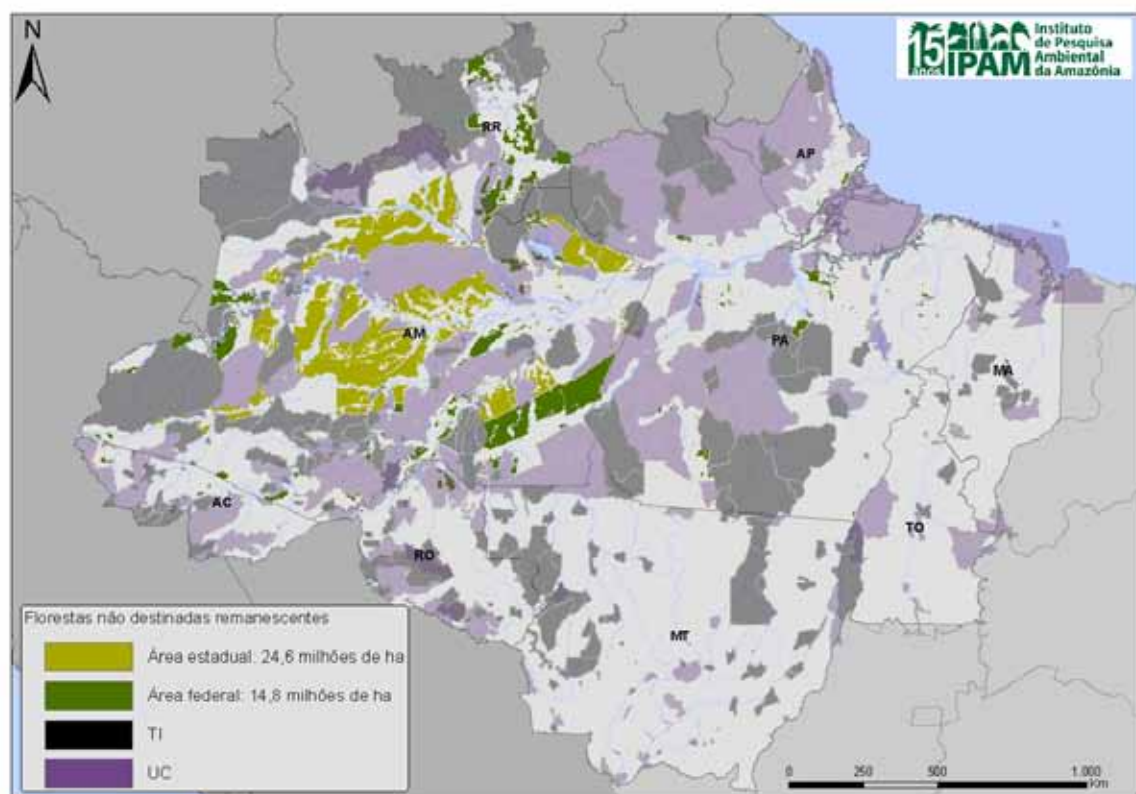 N
15
anos
IPAM
Instituto
de Pesquisa
Ambiental
da Amazônia
RR
AP
AM
PA
MA
AC
TO
RO
MT
Florestas não destinadas remanescentes
Área estadual: 24,6 milhões de ha
Área federal: 14,8 milhões de ha
TI
UC
0 250 500 1.000
Km